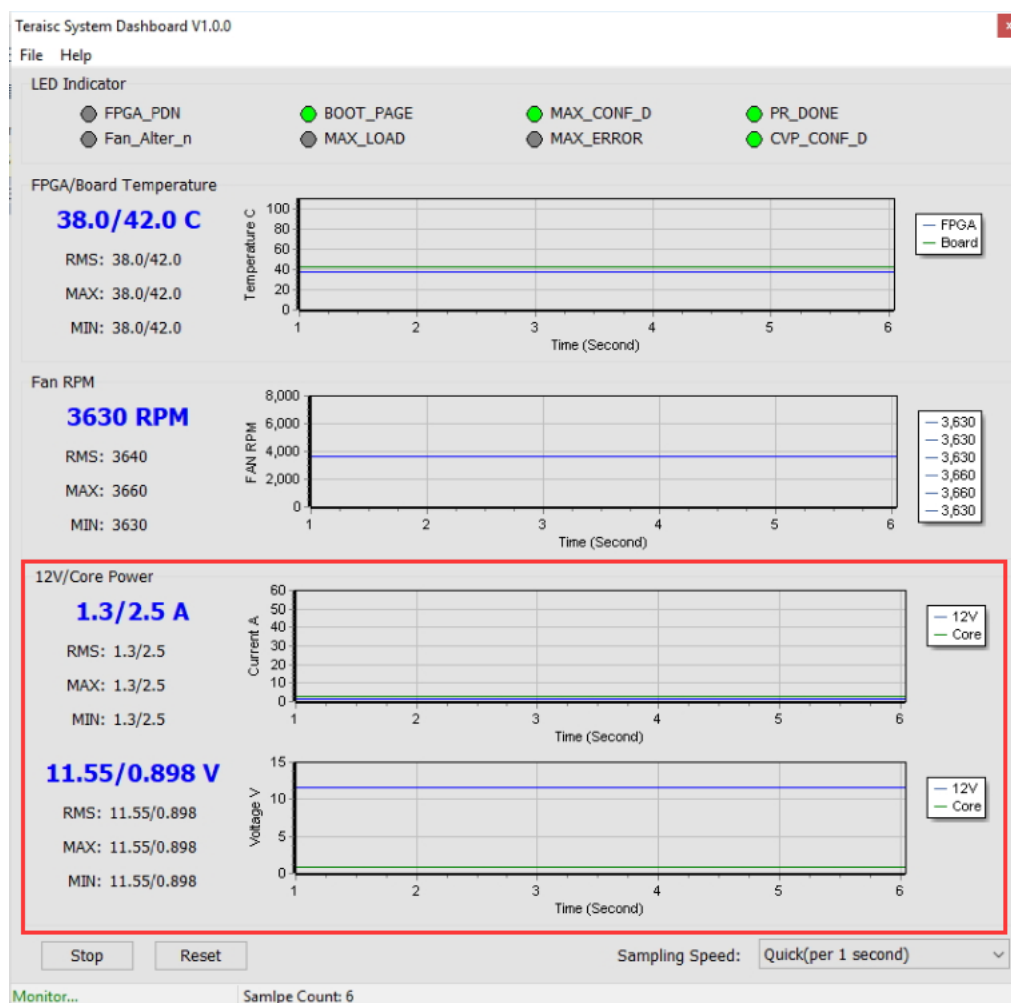 Teraisc System Dashboard V1.0.0
x
File Help
LED Indicator
FPGA_PDN BOOT_PAGE MAX_CONF_D PR_DONE
Fan_Alter_n MAX_LOAD MAX_ERROR CVP_CONF_D
FPGA/Board Temperature
38.0/42.0 C
RMS: 38.0/42.0
MAX: 38.0/42.0
MIN: 38.0/42.0
Temperature C
100
80
60
40
20
0
1 2 3 4 5 6
Time (Second)
FPGA
Board
Fan RPM
3630 RPM
RMS: 3640
MAX: 3660
MIN: 3630
FAN RPM
8,000
6,000
4,000
2,000
0
1 2 3 4 5 6
Time (Second)
3,630
3,630
3,630
3,660
3,660
3,630
12V/Core Power
1.3/2.5 A
RMS: 1.3/2.5
MAX: 1.3/2.5
MIN: 1.3/2.5
Current A
60
50
40
30
20
10
0
1 2 3 4 5 6
Time (Second)
12V
Core
11.55/0.898 V
RMS: 11.55/0.898
MAX: 11.55/0.898
MIN: 11.55/0.898
Voltage V
15
10
5
0
1 2 3 4 5 6
Time (Second)
12V
Core
Stop Reset Sampling Speed: Quick(per 1 second)
Monitor... Samlpe Count: 6